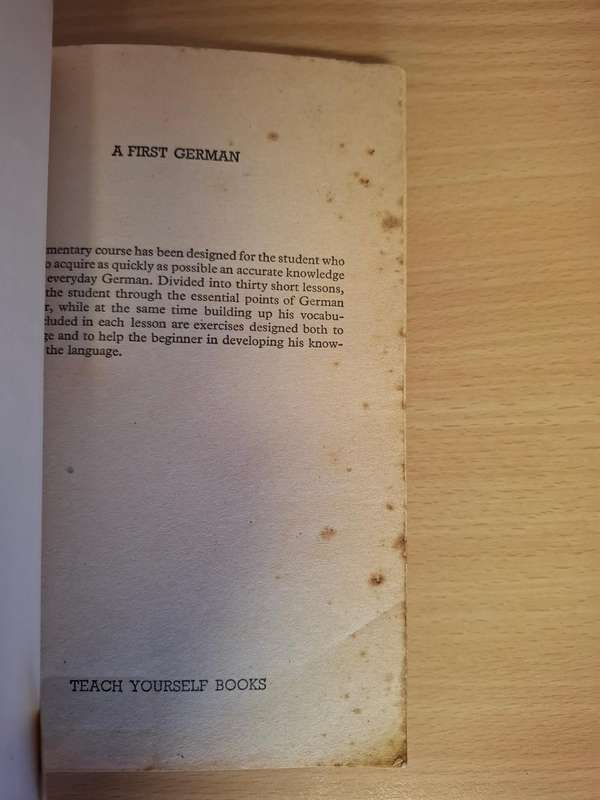 A FIRST GERMAN
mentary course has been designed for the student who
o acquire as quickly as possible an accurate knowledge
everyday German. Divided into thirty short lessons,
the student through the essential points of German
r, while at the same time building up his vocabu-
cluded in each lesson are exercises designed both to
ge and to help the beginner in developing his know-
the language.
TEACH YOURSELF BOOKS